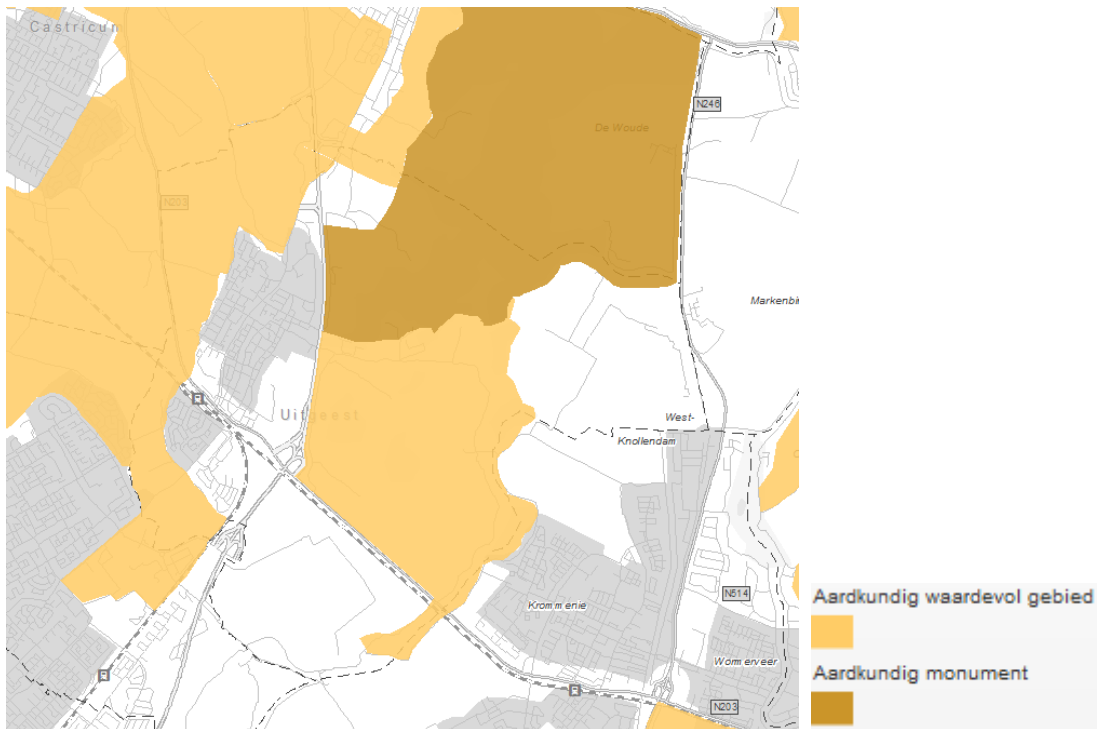 Castricum
N246
De Woude
N203
Markenbi
Uitgeest
West-
Knollendam
Krommenie
N514
Wormerveer
N203
Aardkundig waardevol gebied
Aardkundig monument